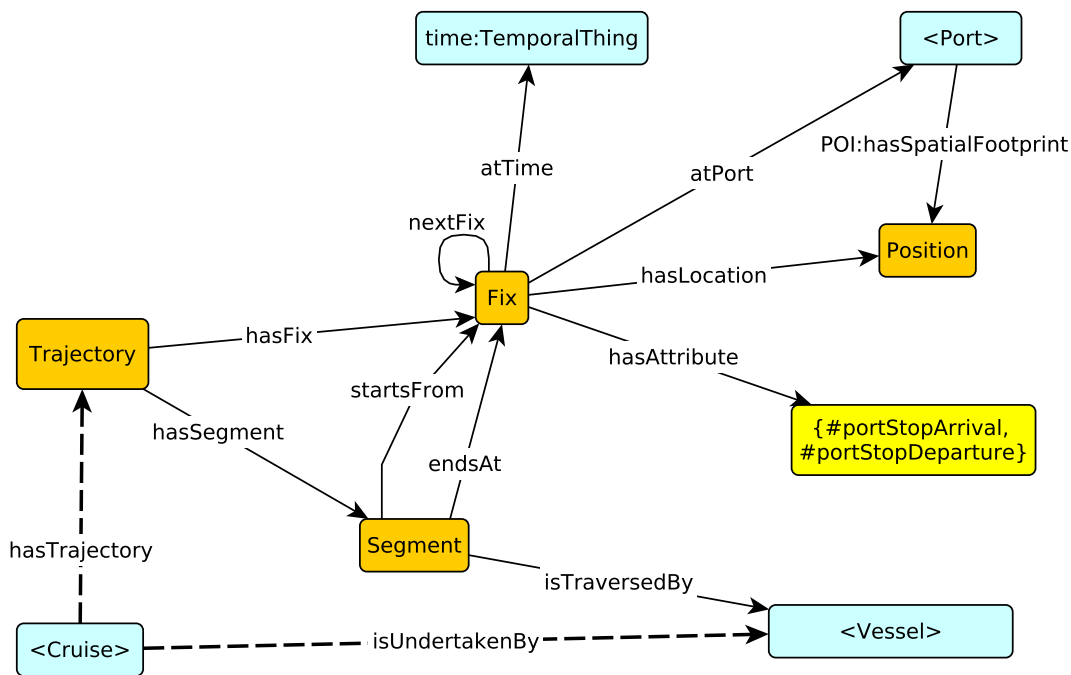 time:TemporalThing
<Port>
POI:hasSpatialFootprint
atTime
atPort
nextFix
Position
hasLocation
Fix
hasFix
Trajectory
hasAttribute
startsFrom
hasSegment
{#portStopArrival,
#portStopDeparture}
endsAt
Segment
hasTrajectory
isTraversedBy
<Vessel>
isUndertakenBy
<Cruise>